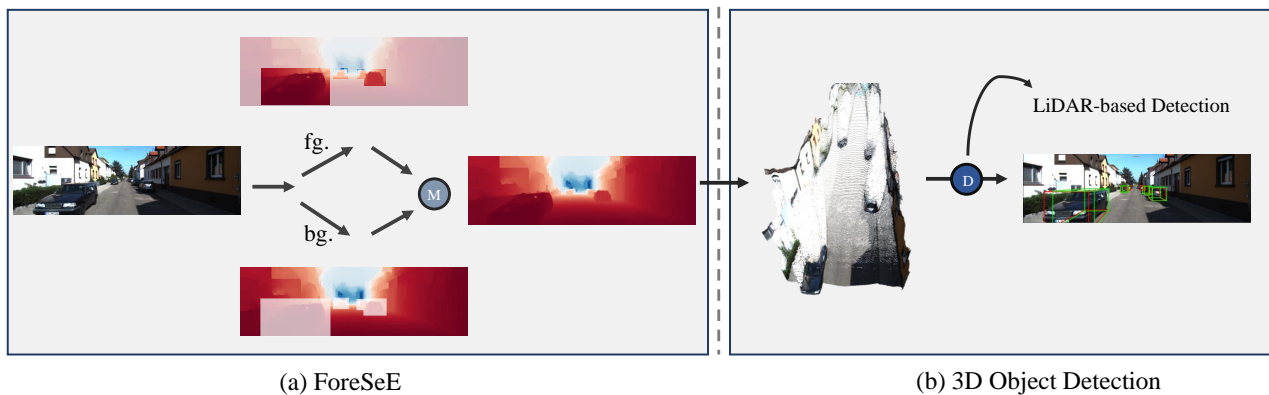 fg.
M
bg.
LiDAR-based Detection
D
(a) ForeSeE
(b) 3D Object Detection